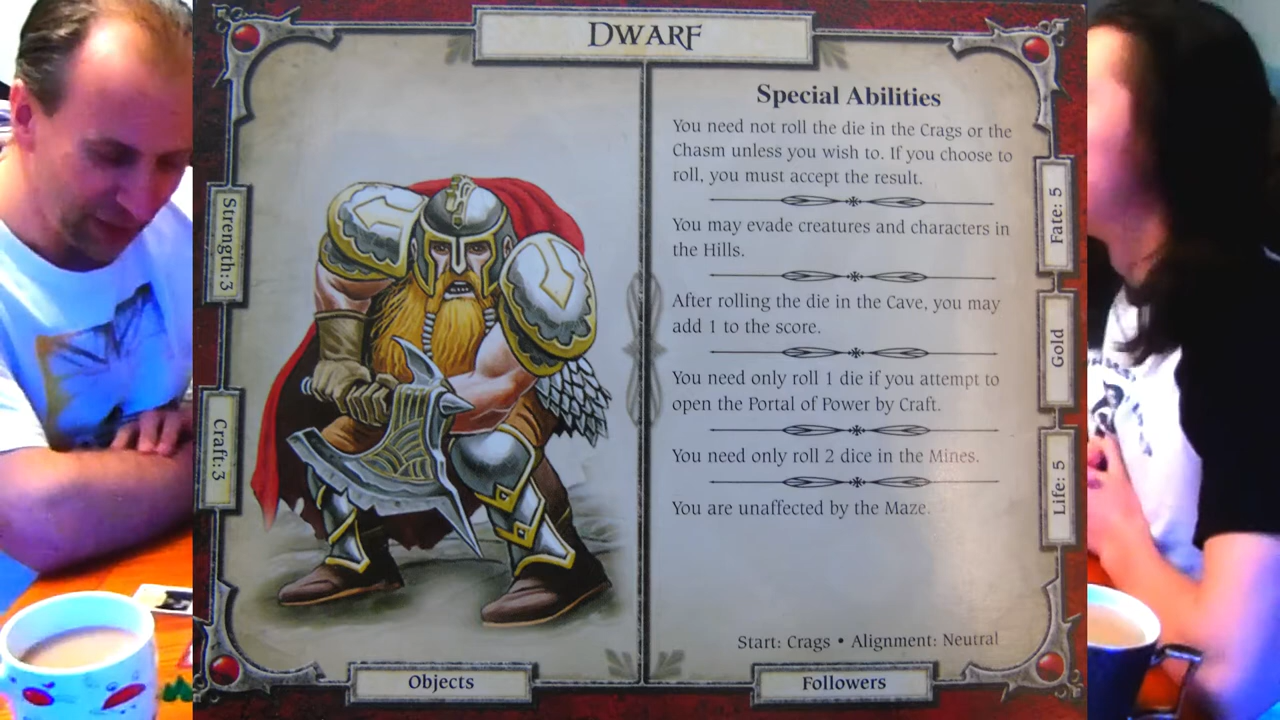 DWARF
Special Abilities
You need not roll the die in the Crags or the
Chasm unless you wish to. If you choose to
roll, you must accept the result.
You may evade creatures and characters in
the Hills.
After rolling the die in the Cave, you may
add 1 to the score.
You need only roll 1 die if you attempt to
open the Portal of Power by Craft.
You need only roll 2 dice in the Mines.
You are unaffected by the Maze.
Start: Crags • Alignment: Neutral
Strength:3
Craft:3
Fate: 5
Gold
Life: 5
Objects
Followers